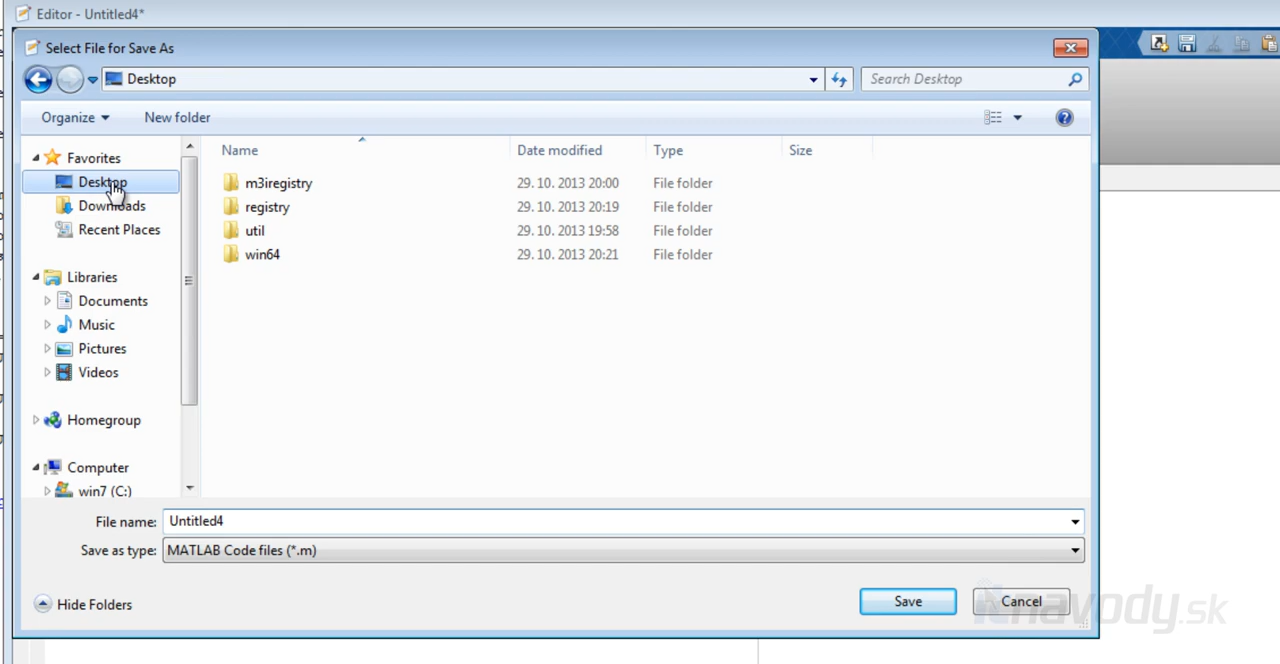 Editor - Untitled4*
Select File for Save As
Desktop
Search Desktop
Organize
New folder
Name
Date modified
Type
Size
Favorites
Desktop
Downloads
Recent Places
Libraries
Documents
Music
Pictures
Videos
Homegroup
Computer
win7 (C:)
m3iregistry 29. 10. 2013 20:00 File folder
registry 29. 10. 2013 20:19 File folder
util 29. 10. 2013 19:58 File folder
win64 29. 10. 2013 20:21 File folder
File name: Untitled4
Save as type: MATLAB Code files (*.m)
Hide Folders
Save
Cancel
itnavody.sk